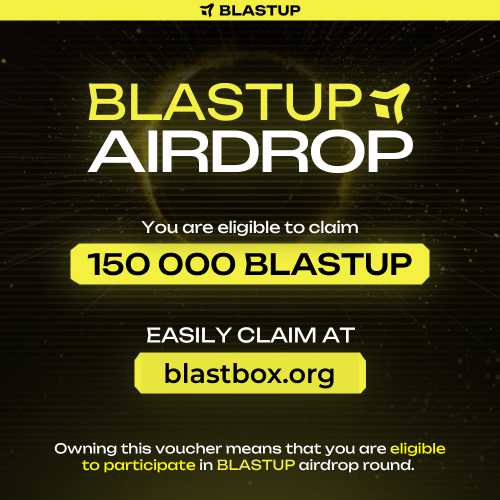 BLASTUP
BLASTUP
AIRDROP
You are eligible to claim
150 000 BLASTUP
EASILY CLAIM AT
blastbox.org
Owning this voucher means that you are eligible
to participate in BLASTUP airdrop round.